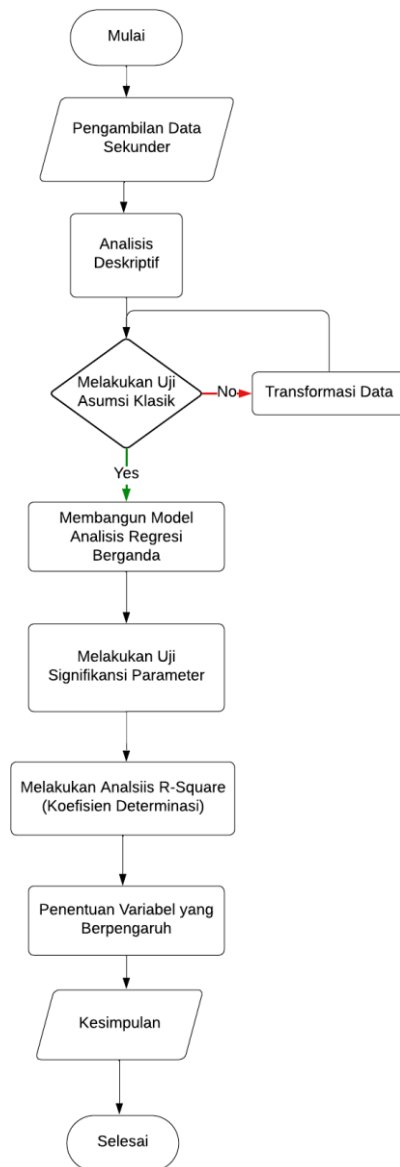 Mulai
Pengambilan Data
Sekunder
Analisis
Deskriptif
Melakukan Uji
Asumsi Klasik
No
Transformasi Data
Yes
Membangun Model
Analisis Regresi
Berganda
Melakukan Uji
Signifikansi Parameter
Melakukan Analsiis R-Square
(Koefisien Determinasi)
Penentuan Variabel yang
Berpengaruh
Kesimpulan
Selesai